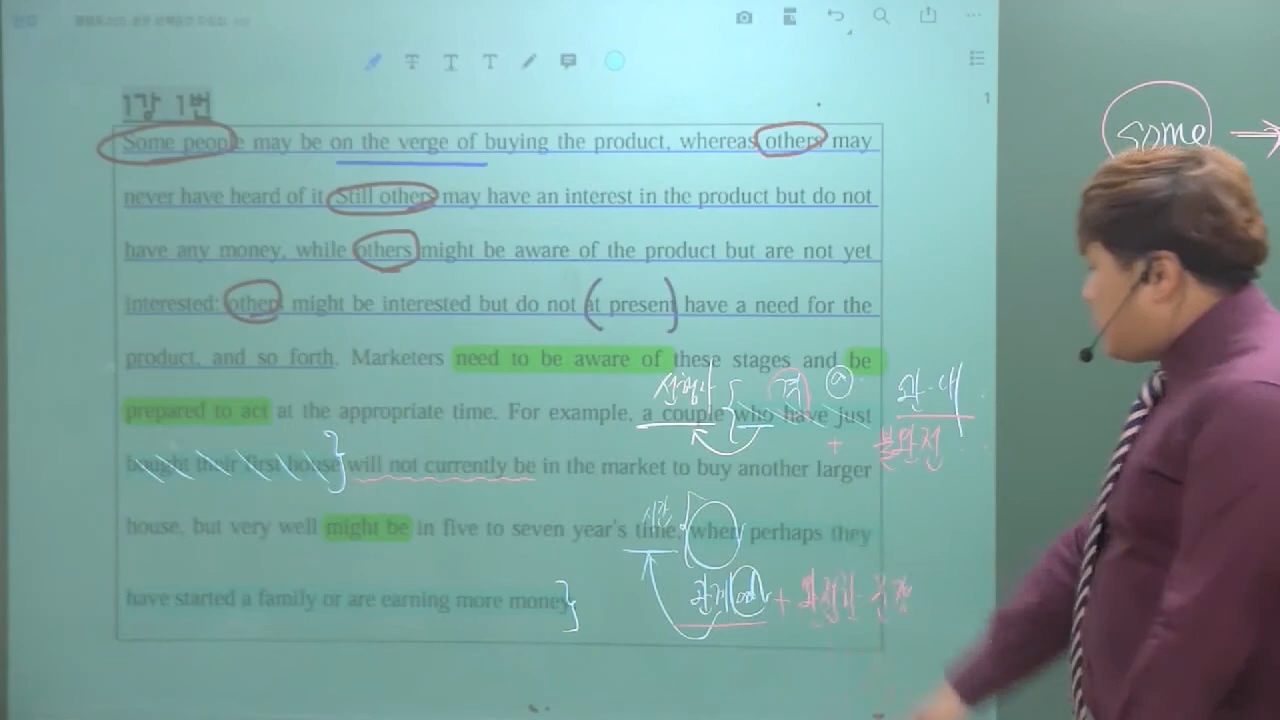 1강 1번
Some people may be on the verge of buying the product, whereas others may
never have heard of it. Still others may have an interest in the product but do not
have any money, while others might be aware of the product but are not yet
interested; others might be interested but do not at present have a need for the
product, and so forth. Marketers need to be aware of these stages and be
prepared to act at the appropriate time. For example, a couple who have just
bought their first house will not currently be in the market to buy another larger
house, but very well might be in five to seven year's time, when perhaps they
have started a family or are earning more money.
1
some →
선행사
관·대
+ 불완전
시간
+